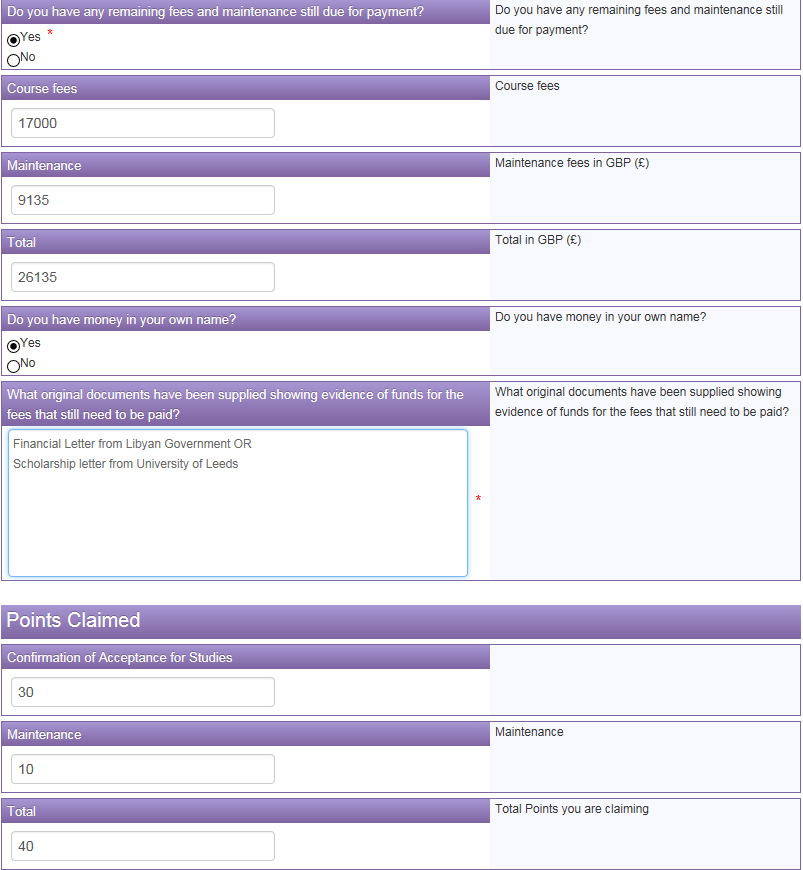 Do you have any remaining fees and maintenance still due for payment?
Do you have any remaining fees and maintenance still
due for payment?
Yes *
No
Course fees
Course fees
17000
Maintenance
Maintenance fees in GBP (£)
9135
Total
Total in GBP (£)
26135
Do you have money in your own name?
Do you have money in your own name?
Yes
No
What original documents have been supplied showing evidence of funds for the
fees that still need to be paid?
What original documents have been supplied showing
evidence of funds for the fees that still need to be paid?
Financial Letter from Libyan Government OR
Scholarship letter from University of Leeds
*
Points Claimed
Confirmation of Acceptance for Studies
30
Maintenance
Maintenance
10
Total
Total Points you are claiming
40